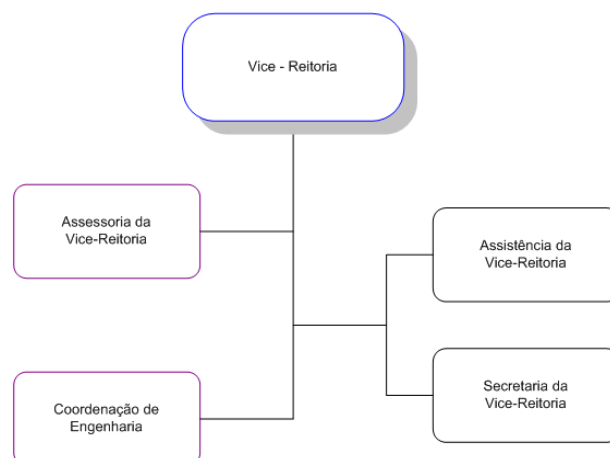 Vice - Reitoria
Assessoria da
Vice-Reitoria
Assistência da
Vice-Reitoria
Secretaria da
Vice-Reitoria
Coordenação de
Engenharia